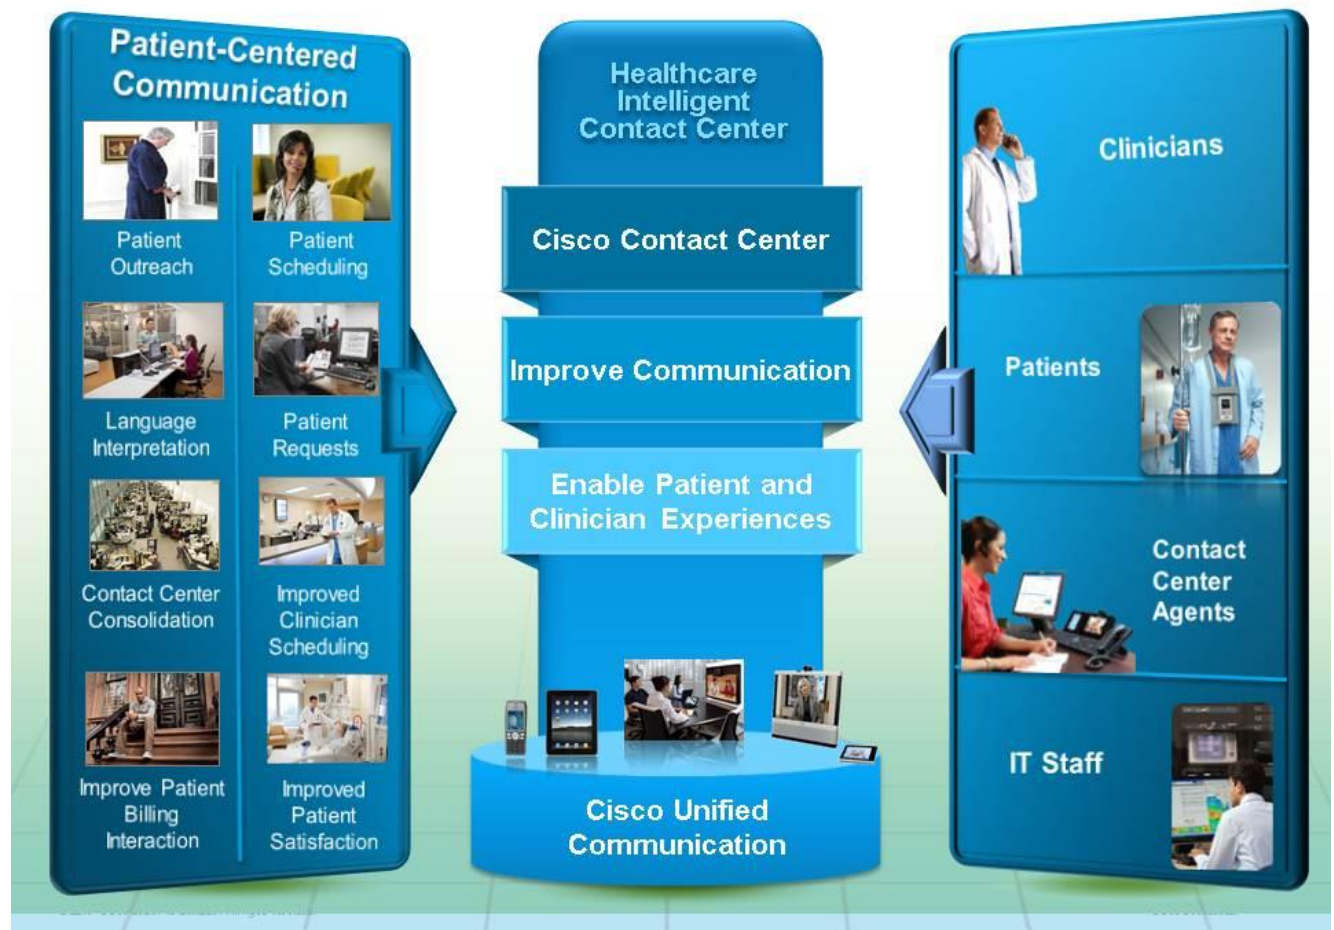 Patient-Centered
Communication
Patient
Outreach
Patient
Scheduling
Language
Interpretation
Patient
Requests
Contact Center
Consolidation
Improved
Clinician
Scheduling
Improve Patient
Billing
Interaction
Improved
Patient
Satisfaction
Healthcare
Intelligent
Contact Center
Cisco Contact Center
Improve Communication
Enable Patient and
Clinician Experiences
Cisco Unified
Communication
Clinicians
Patients
Contact
Center
Agents
IT Staff